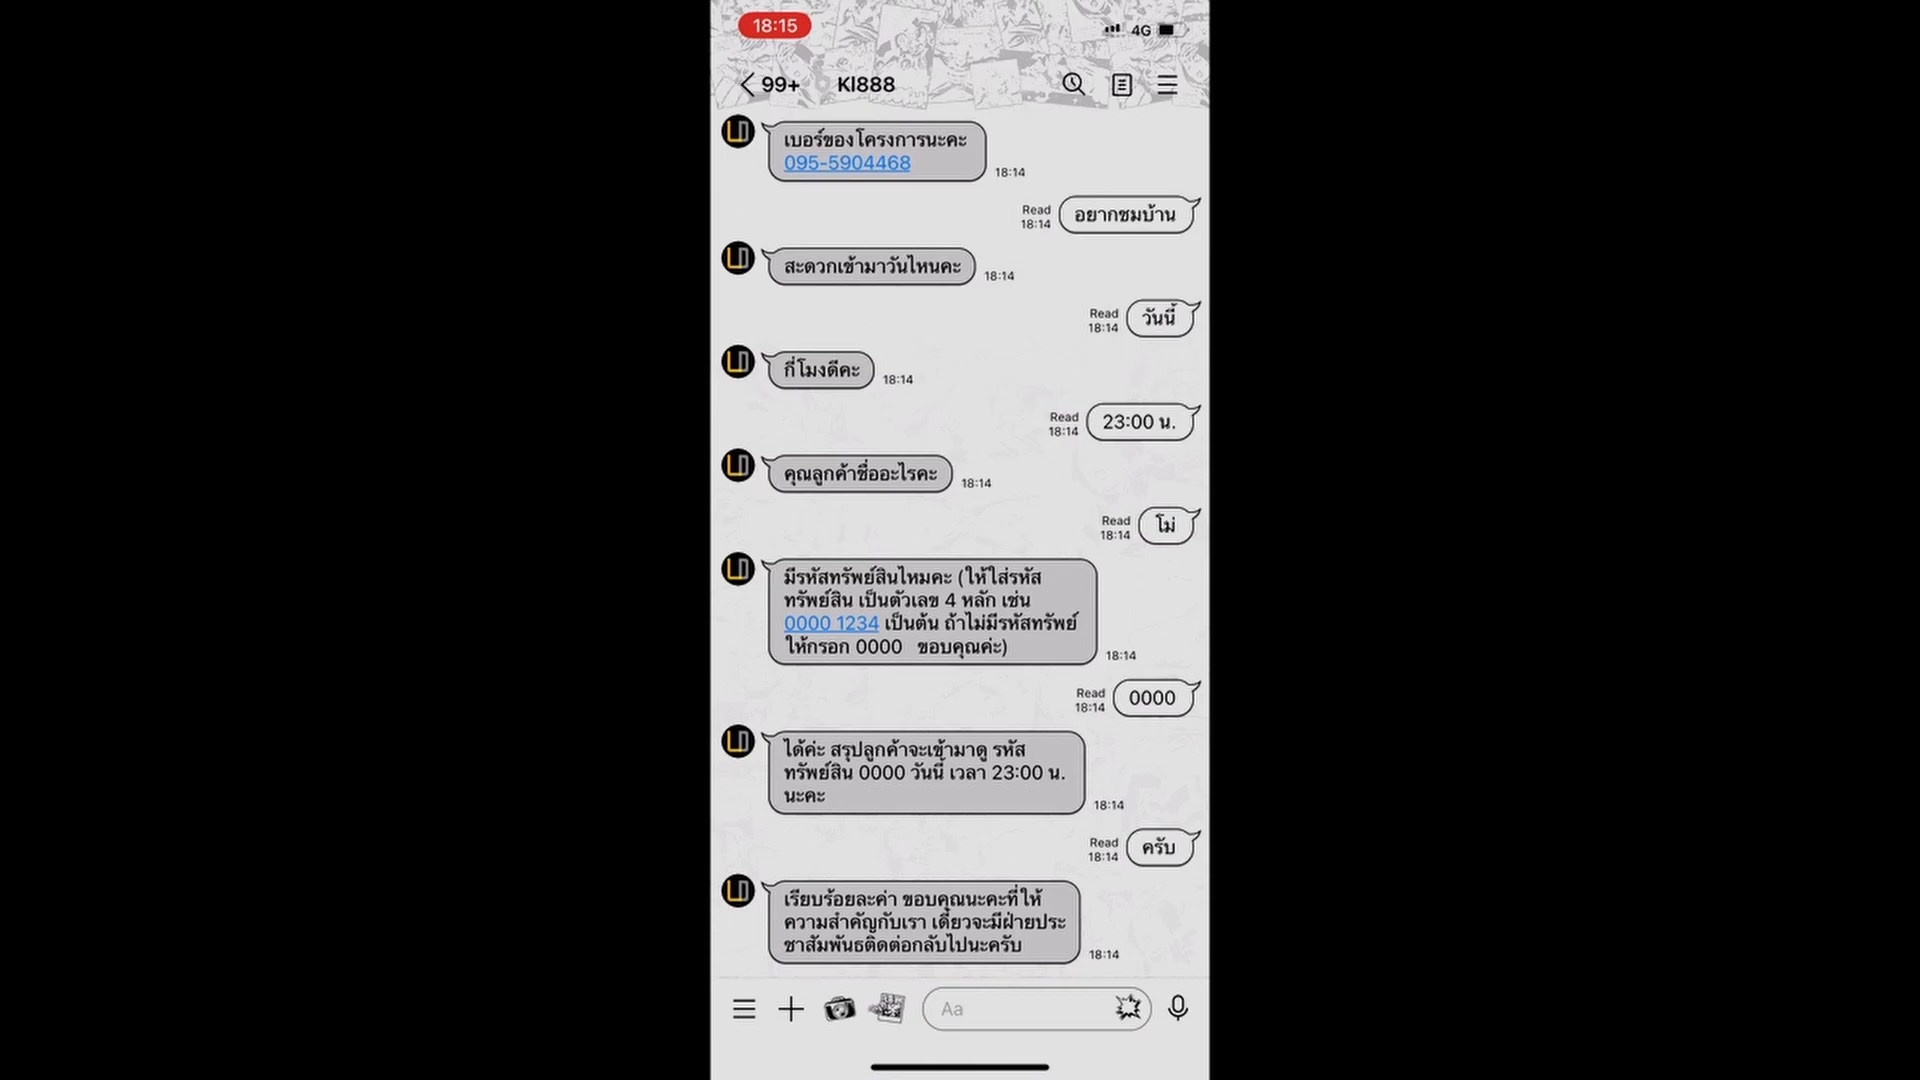 18:15
4G
99+ KI888
เบอร์ของโครงการนะคะ
095-5904468
18:14
อยากชมบ้าน
Read
18:14
สะดวกเข้ามาวันไหนคะ
18:14
วันนี้
Read
18:14
กี่โมงดีคะ
18:14
23:00 น.
Read
18:14
คุณลูกค้าชื่ออะไรคะ
18:14
โม่
Read
18:14
มีรหัสทรัพย์สินไหมคะ (ให้ใส่รหัส
ทรัพย์สิน เป็นตัวเลข 4 หลัก เช่น
0000 1234 เป็นต้น ถ้าไม่มีรหัสทรัพย์
ให้กรอก 0000 ขอบคุณค่ะ)
18:14
0000
Read
18:14
ได้ค่ะ สรุปลูกค้าจะเข้ามาดู รหัส
ทรัพย์สิน 0000 วันนี้ เวลา 23:00 น.
นะคะ
18:14
ครับ
Read
18:14
เรียบร้อยละค่า ขอบคุณนะคะที่ให้
ความสำคัญกับเรา เดี๋ยวจะมีฝ่ายประ
ชาสัมพันธติดต่อกลับไปนะครับ
18:14
Aa